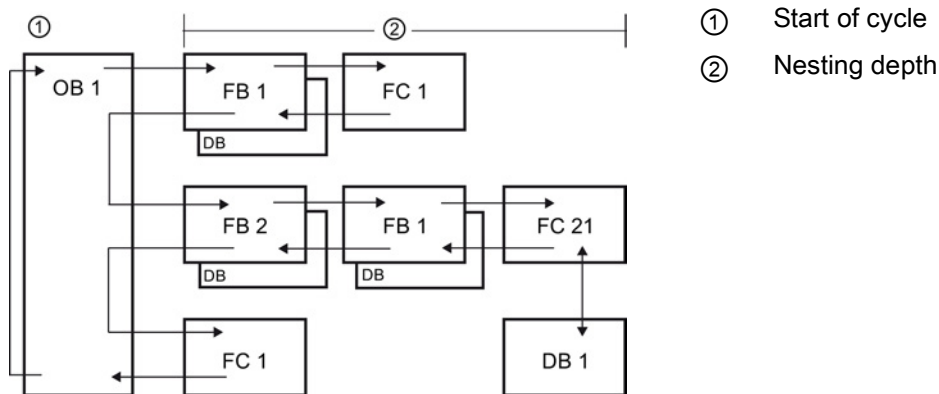 ①
②
① Start of cycle
② Nesting depth
OB 1
FB 1
FC 1
DB
FB 2
FB 1
FC 21
DB
DB
FC 1
DB 1